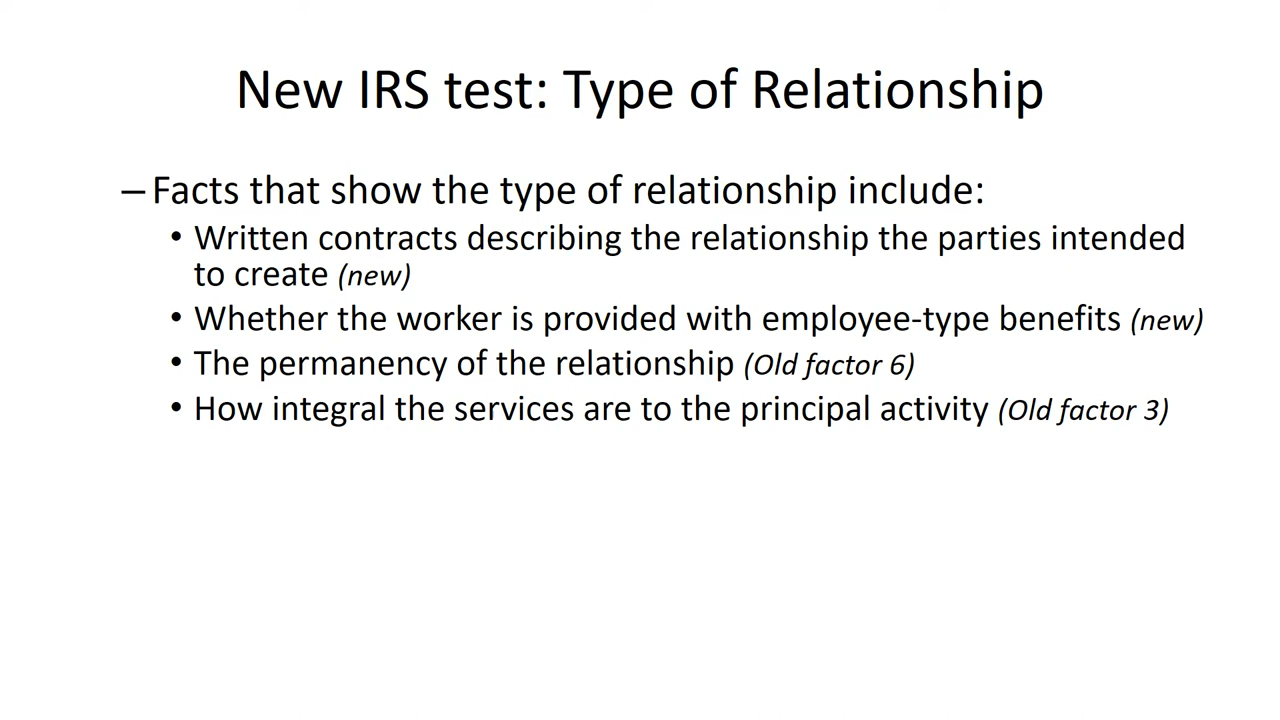 New IRS test: Type of Relationship
– Facts that show the type of relationship include:
• Written contracts describing the relationship the parties intended
to create (new)
• Whether the worker is provided with employee-type benefits (new)
• The permanency of the relationship (Old factor 6)
• How integral the services are to the principal activity (Old factor 3)